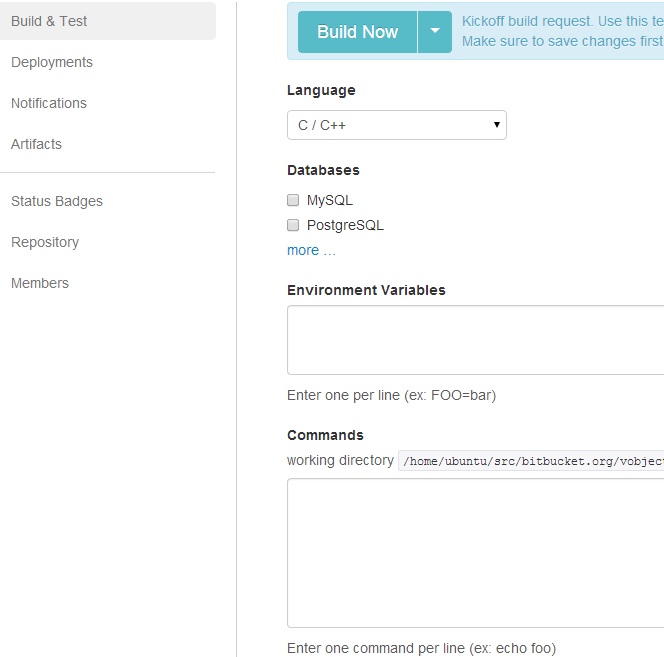 Build & Test
Deployments
Notifications
Artifacts
Status Badges
Repository
Members
Build Now
Kickoff build request. Use this
Make sure to save changes first
Language
C / C++
Databases
MySQL
PostgreSQL
more …
Environment Variables
Enter one per line (ex: FOO=bar)
Commands
working directory /home/ubuntu/src/bitbucket.org/vobject
Enter one command per line (ex: echo foo)